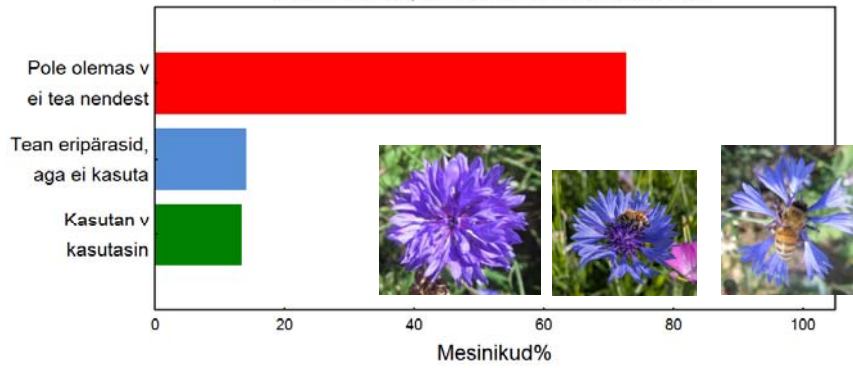 Pole olemas v
ei tea nendest
Tean eripärasid,
aga ei kasuta
Kasutan v
kasutasin
0 20 40 60 80 100
Mesinikud%